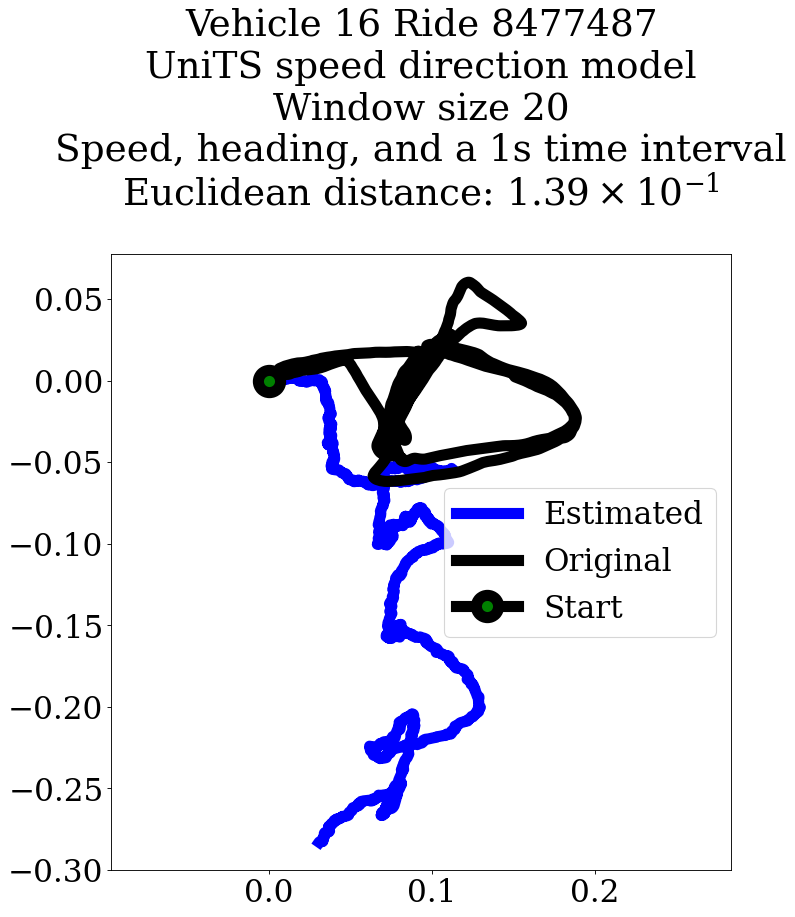 Vehicle 16 Ride 8477487
UniTS speed direction model
Window size 20
Speed, heading, and a 1s time interval
Euclidean distance: 1.39 × 10⁻¹
0.05
0.00
−0.05
−0.10
−0.15
−0.20
−0.25
−0.30
Estimated
Original
Start
0.0 0.1 0.2